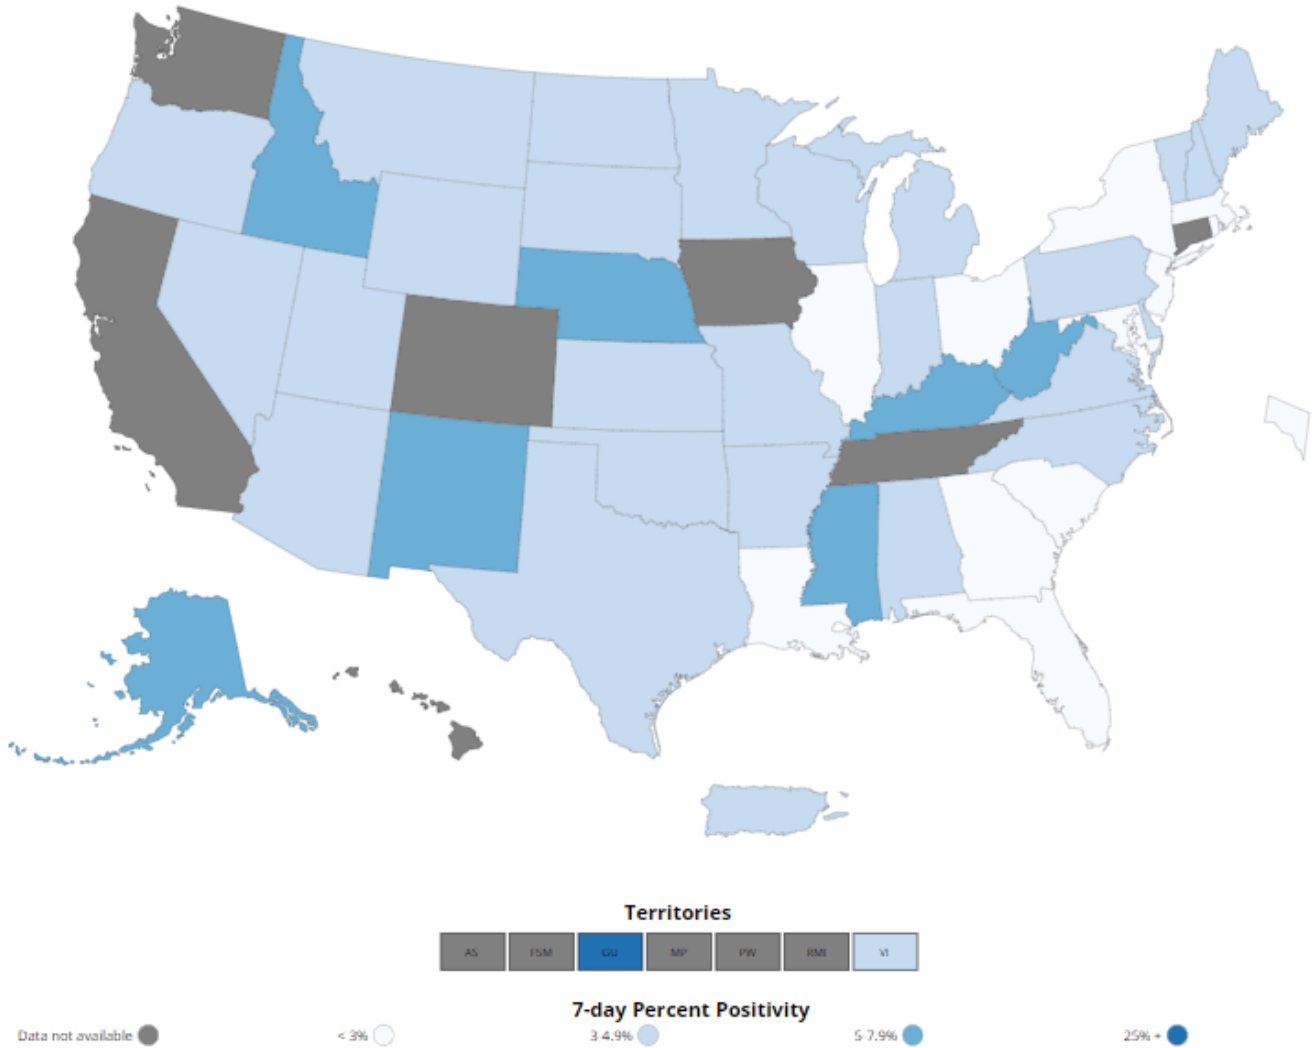 Territories
AS FSM GU MP PW RMI VI
7-day Percent Positivity
Data not available < 3% 3-4.9% 5-7.9% 25% +